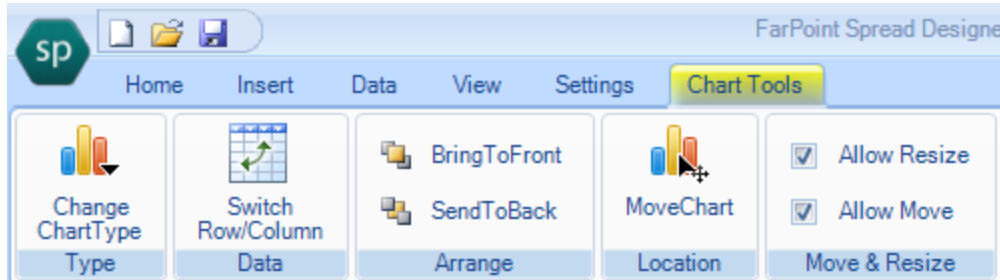 sp
FarPoint Spread Designe
Home Insert Data View Settings Chart Tools
Change
ChartType
Switch
Row/Column
BringToFront
SendToBack
MoveChart
Allow Resize
Allow Move
Type Data Arrange Location Move & Resize